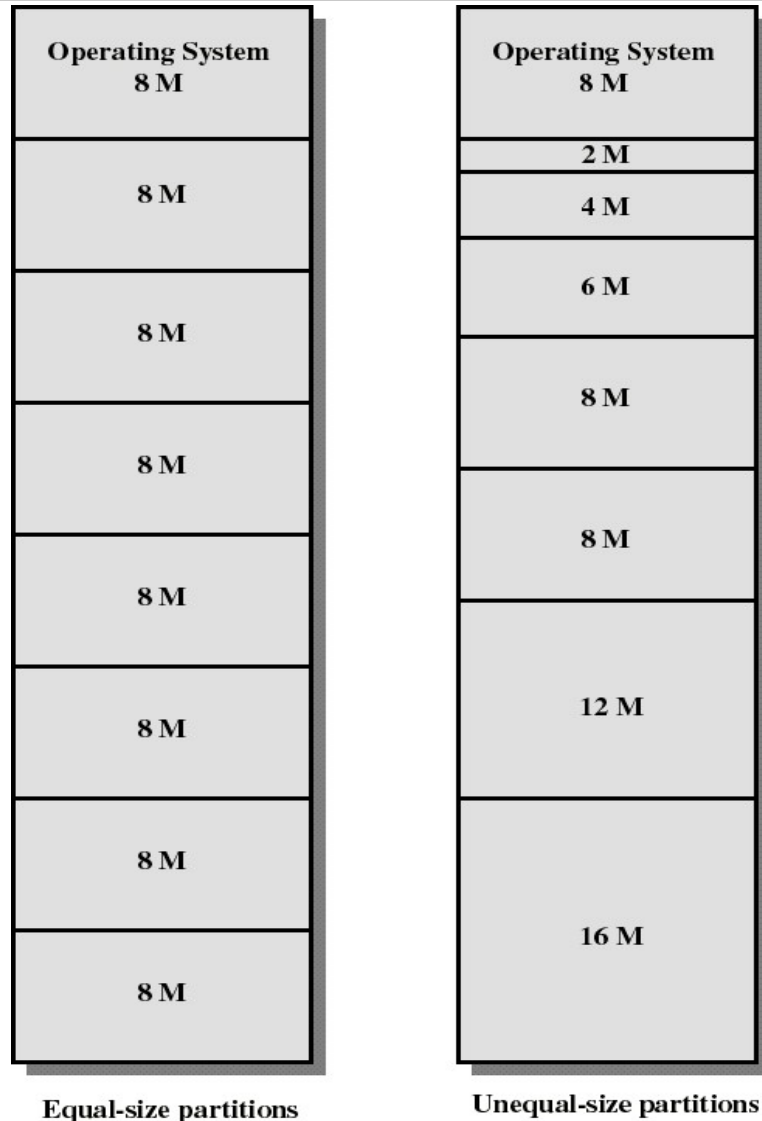 Operating System
8 M
8 M
8 M
8 M
8 M
8 M
8 M
8 M
Equal-size partitions
Operating System
8 M
2 M
4 M
6 M
8 M
8 M
12 M
16 M
Unequal-size partitions